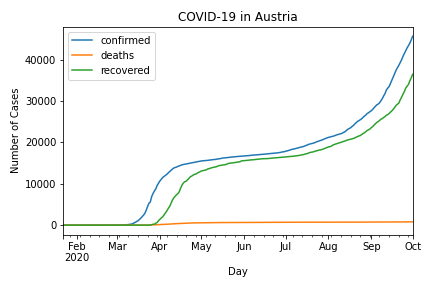 COVID-19 in Austria
confirmed
deaths
recovered
Number of Cases
40000
30000
20000
10000
0
Feb Mar Apr May Jun Jul Aug Sep Oct
2020
Day